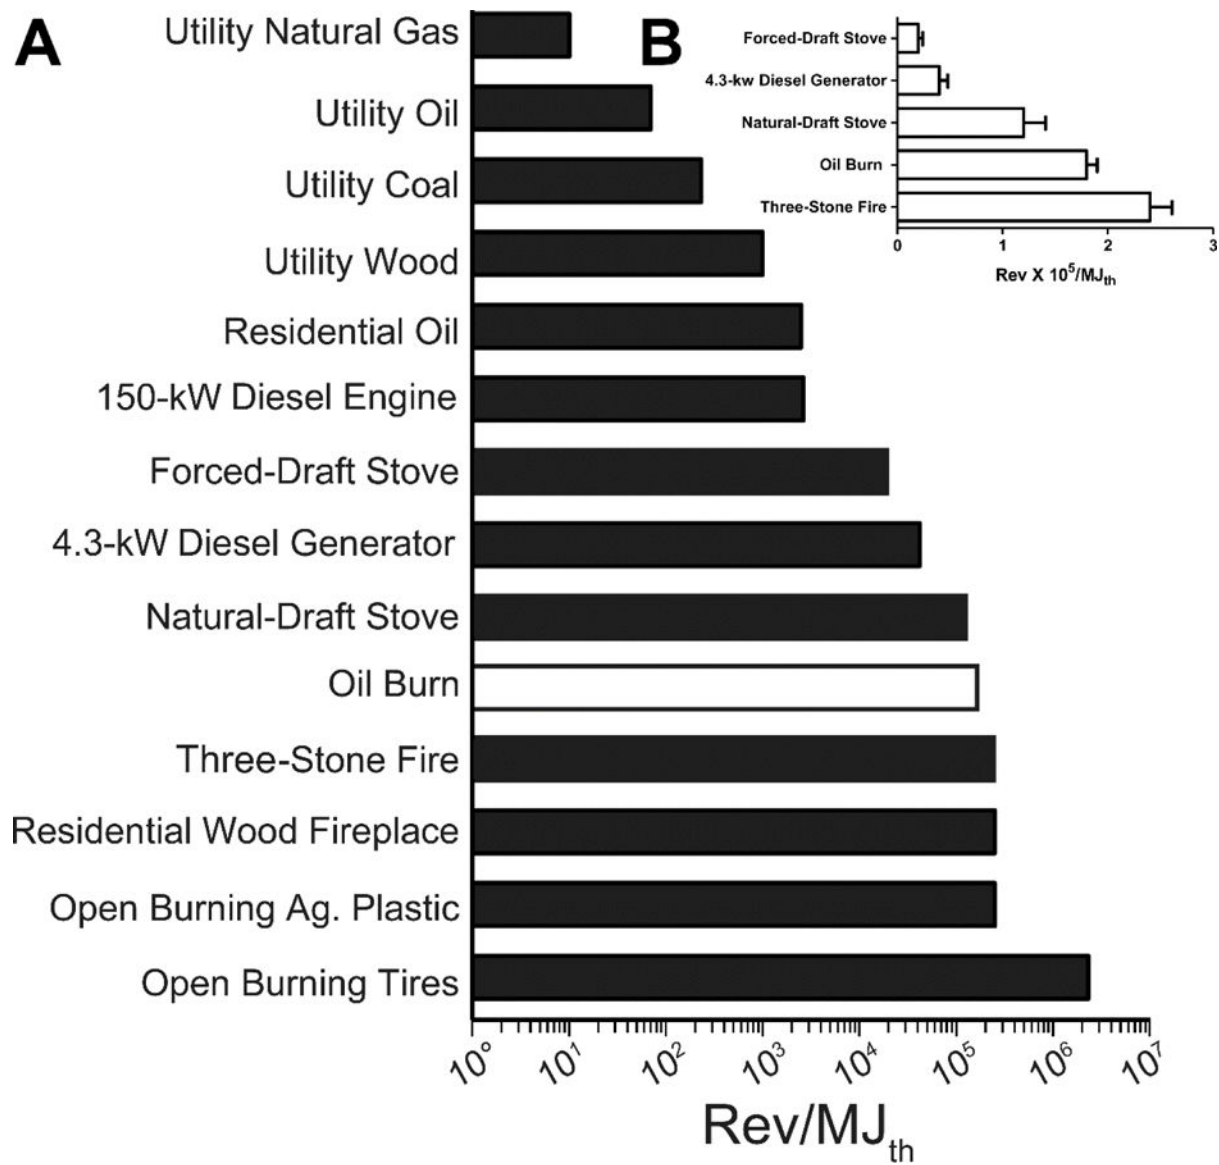 A
Utility Natural Gas
Utility Oil
Utility Coal
Utility Wood
Residential Oil
150-kW Diesel Engine
Forced-Draft Stove
4.3-kW Diesel Generator
Natural-Draft Stove
Oil Burn
Three-Stone Fire
Residential Wood Fireplace
Open Burning Ag. Plastic
Open Burning Tires
10⁰ 10¹ 10² 10³ 10⁴ 10⁵ 10⁶ 10⁷
Rev/MJth
B
Forced-Draft Stove
4.3-kw Diesel Generator
Natural-Draft Stove
Oil Burn
Three-Stone Fire
0 1 2 3
Rev X 10⁵/MJth